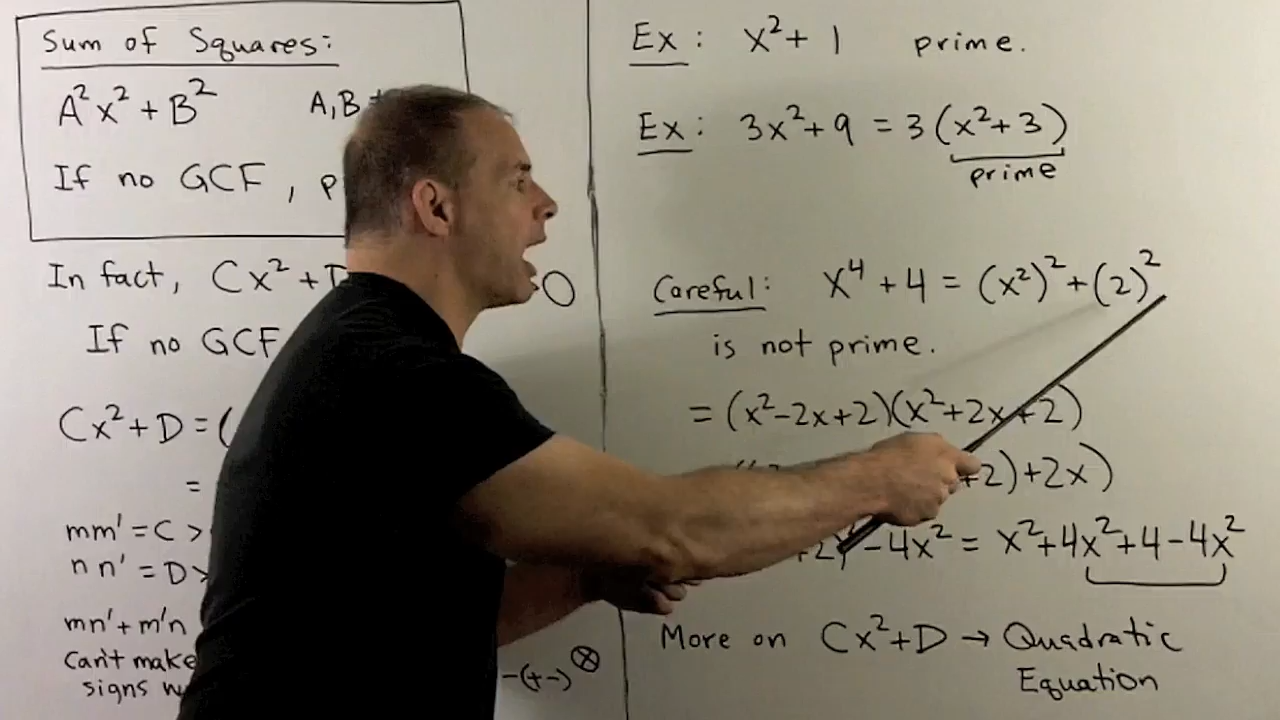 Sum of Squares:
A²x² + B² A, B
If no GCF,
In fact, Cx² +
If no GCF
Cx² + D = (
=
mm' = C >
nn' = D >
mn' + m'n
Can't make
signs
-(+-) ⊗
Ex: x² + 1 prime.
Ex: 3x² + 9 = 3(x² + 3)
prime
Careful: x⁴ + 4 = (x²)² + (2)²
is not prime.
= (x² - 2x + 2)(x² + 2x + 2)
+2) + 2x)
- 4x² = x² + 4x² + 4 - 4x²
More on Cx² + D → Quadratic
Equation